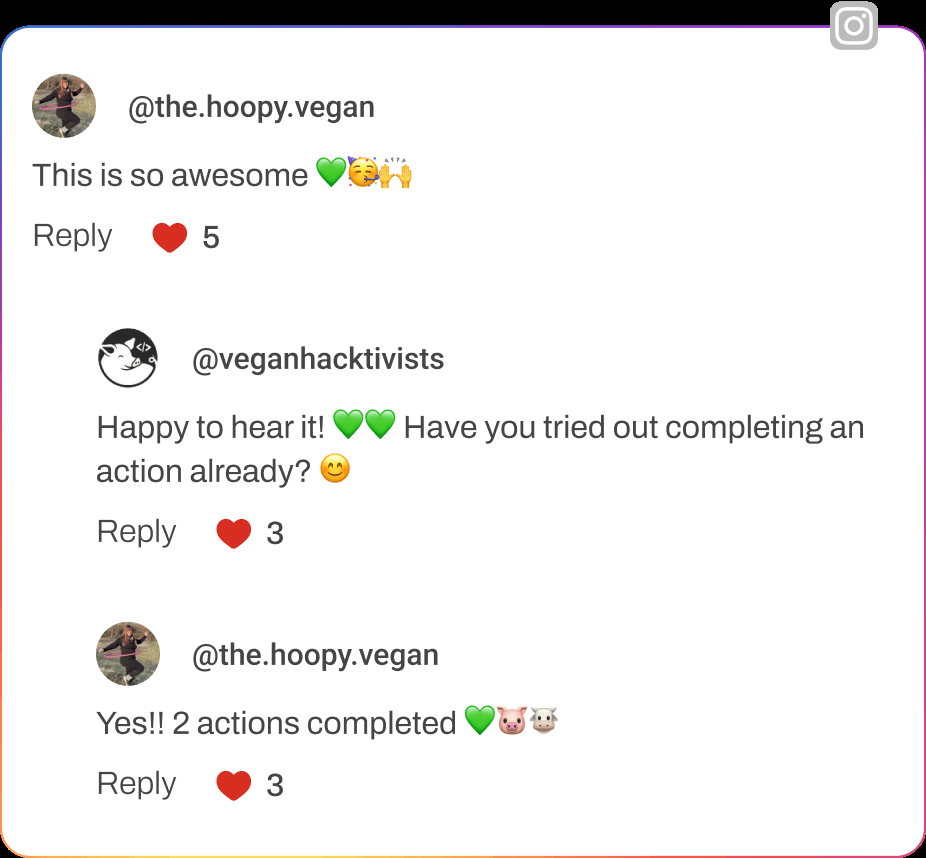 @the.hoopy.vegan
This is so awesome 💚🥳🙌
Reply ❤️ 5
@veganhacktivists
Happy to hear it! 💚💚 Have you tried out completing an
action already? 😊
Reply ❤️ 3
@the.hoopy.vegan
Yes!! 2 actions completed 💚🐷🐮
Reply ❤️ 3